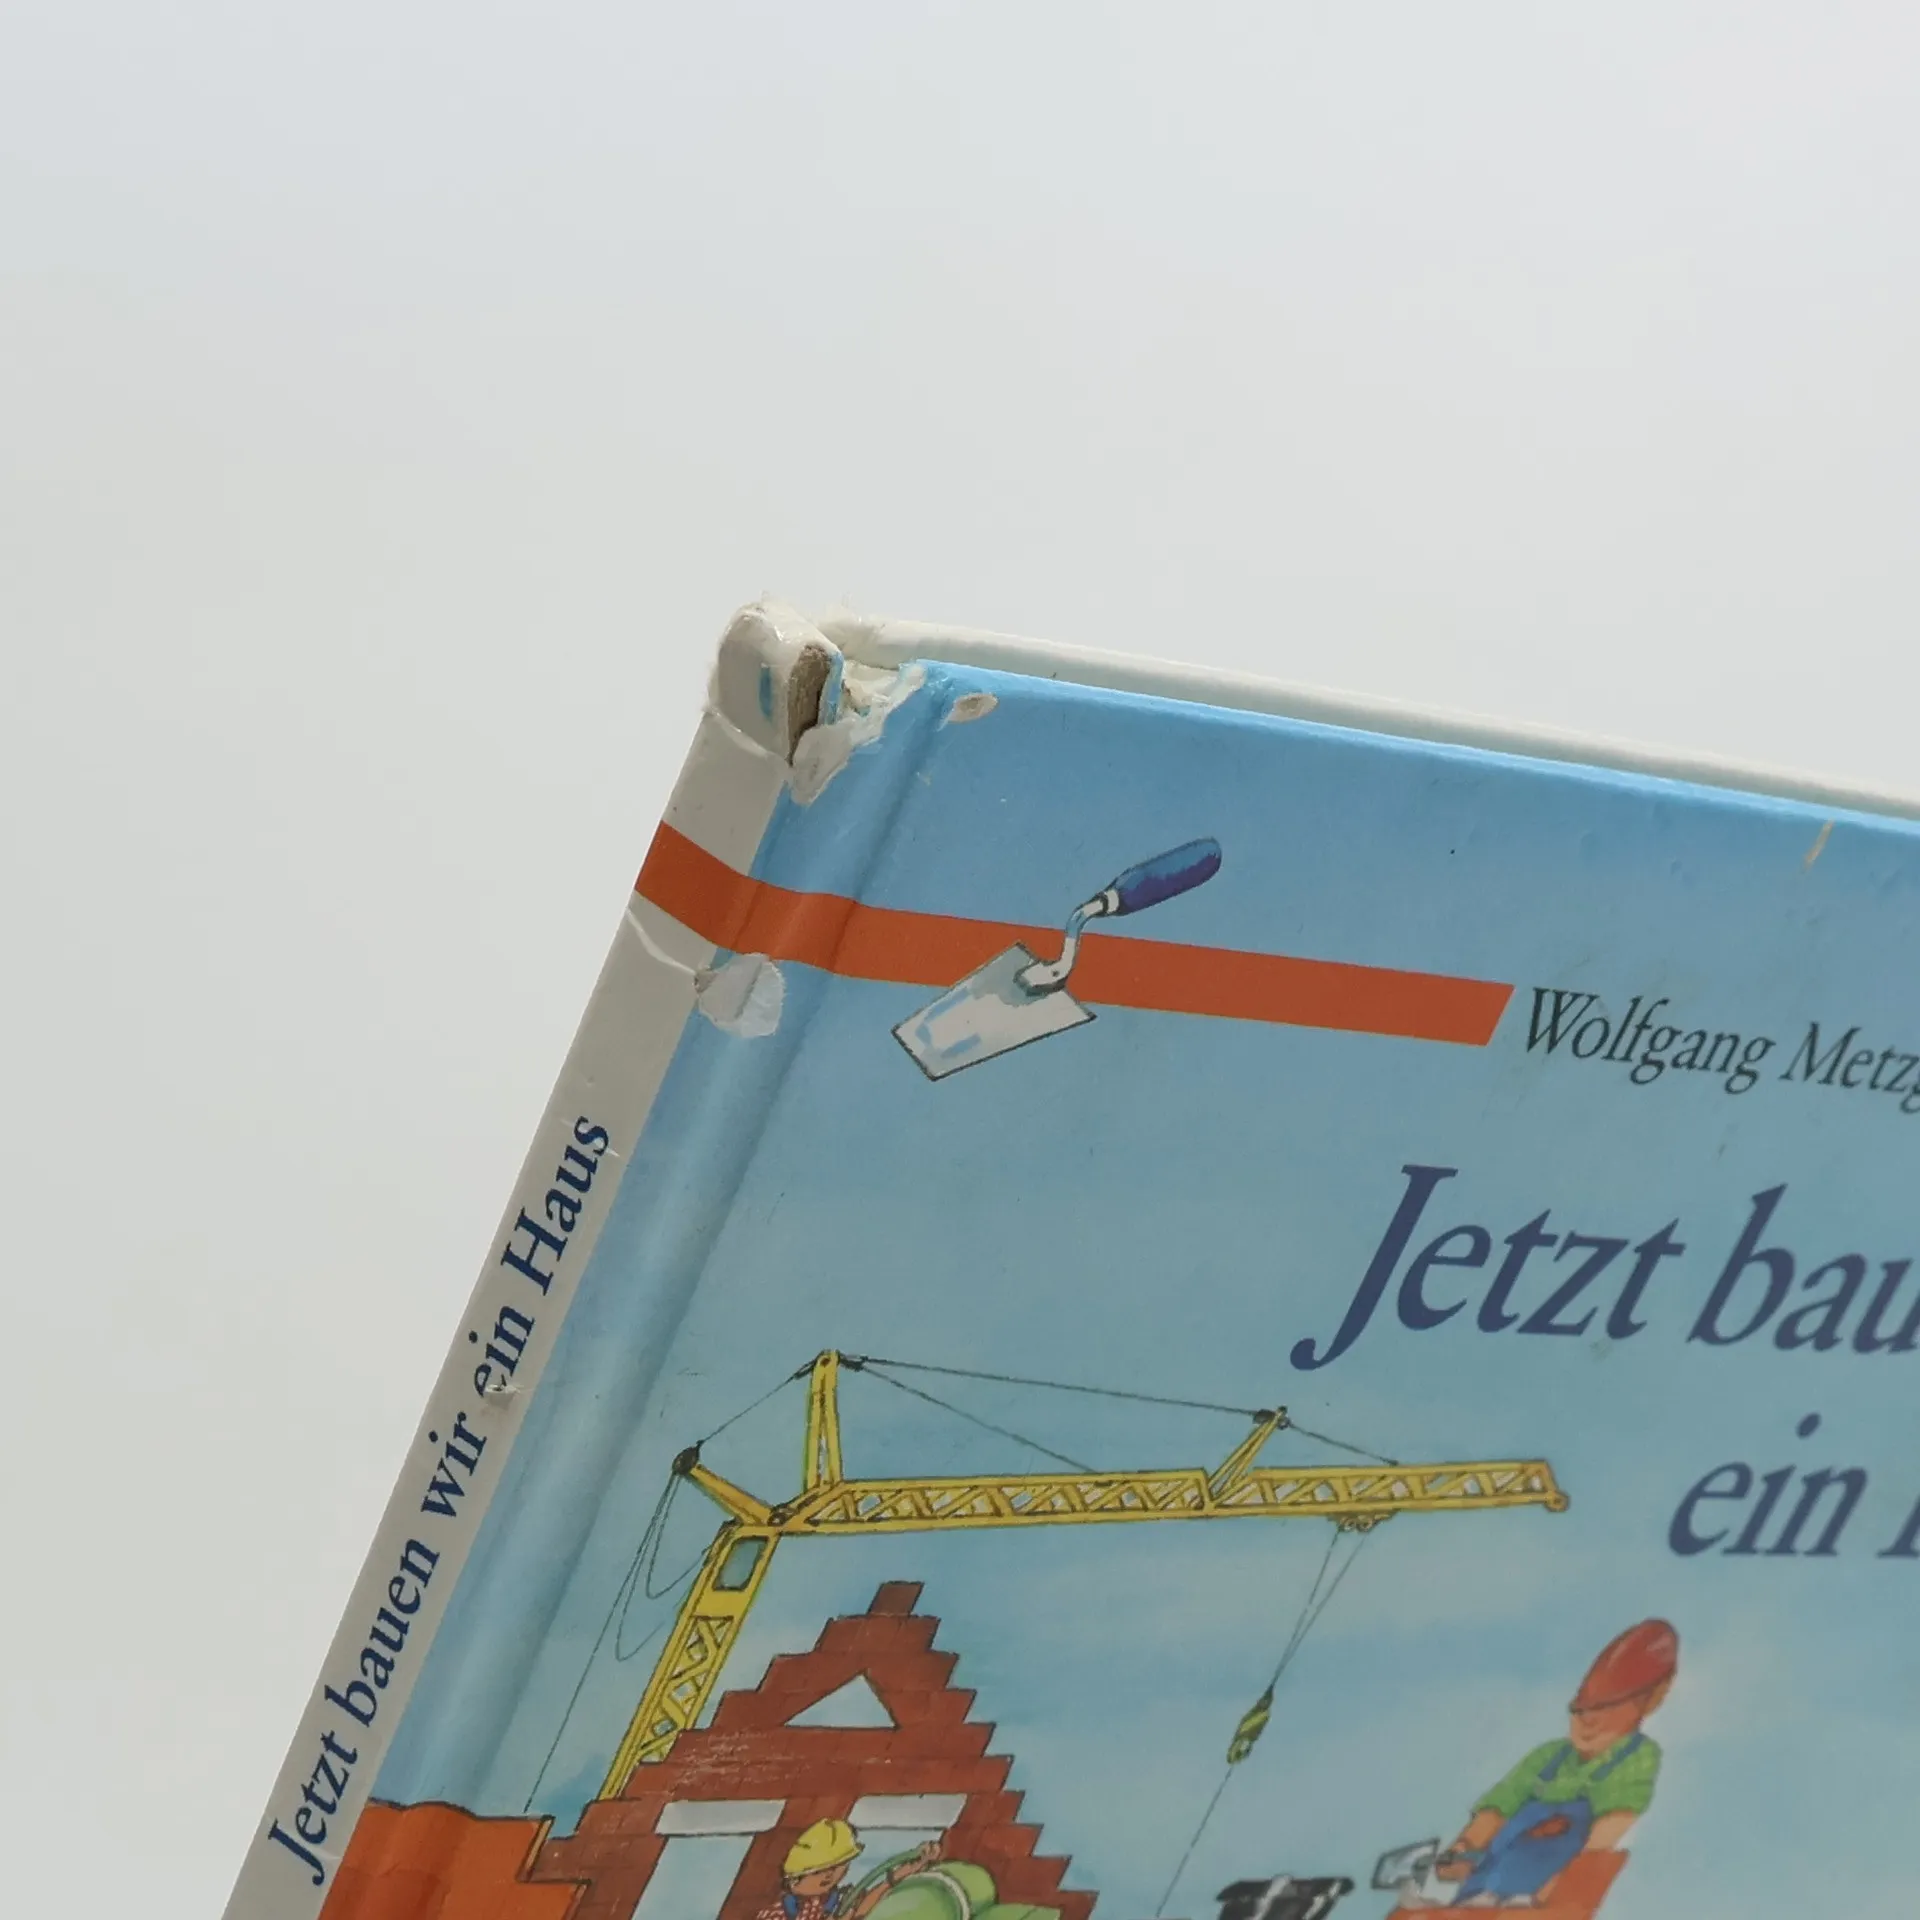 Jetzt bauen wir ein Haus
Wolfgang Metzg
Jetzt bau
ein